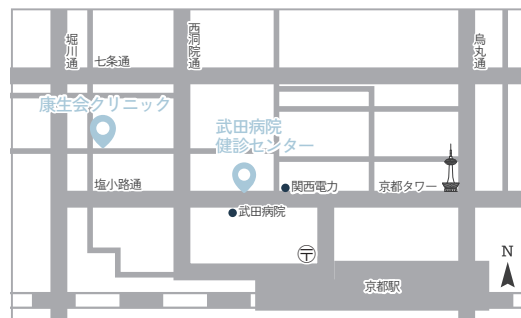 堀川通
西洞院通
烏丸通
七条通
康生会クリニック
武田病院
健診センター
塩小路通
関西電力
京都タワー
武田病院
〒
京都駅
N